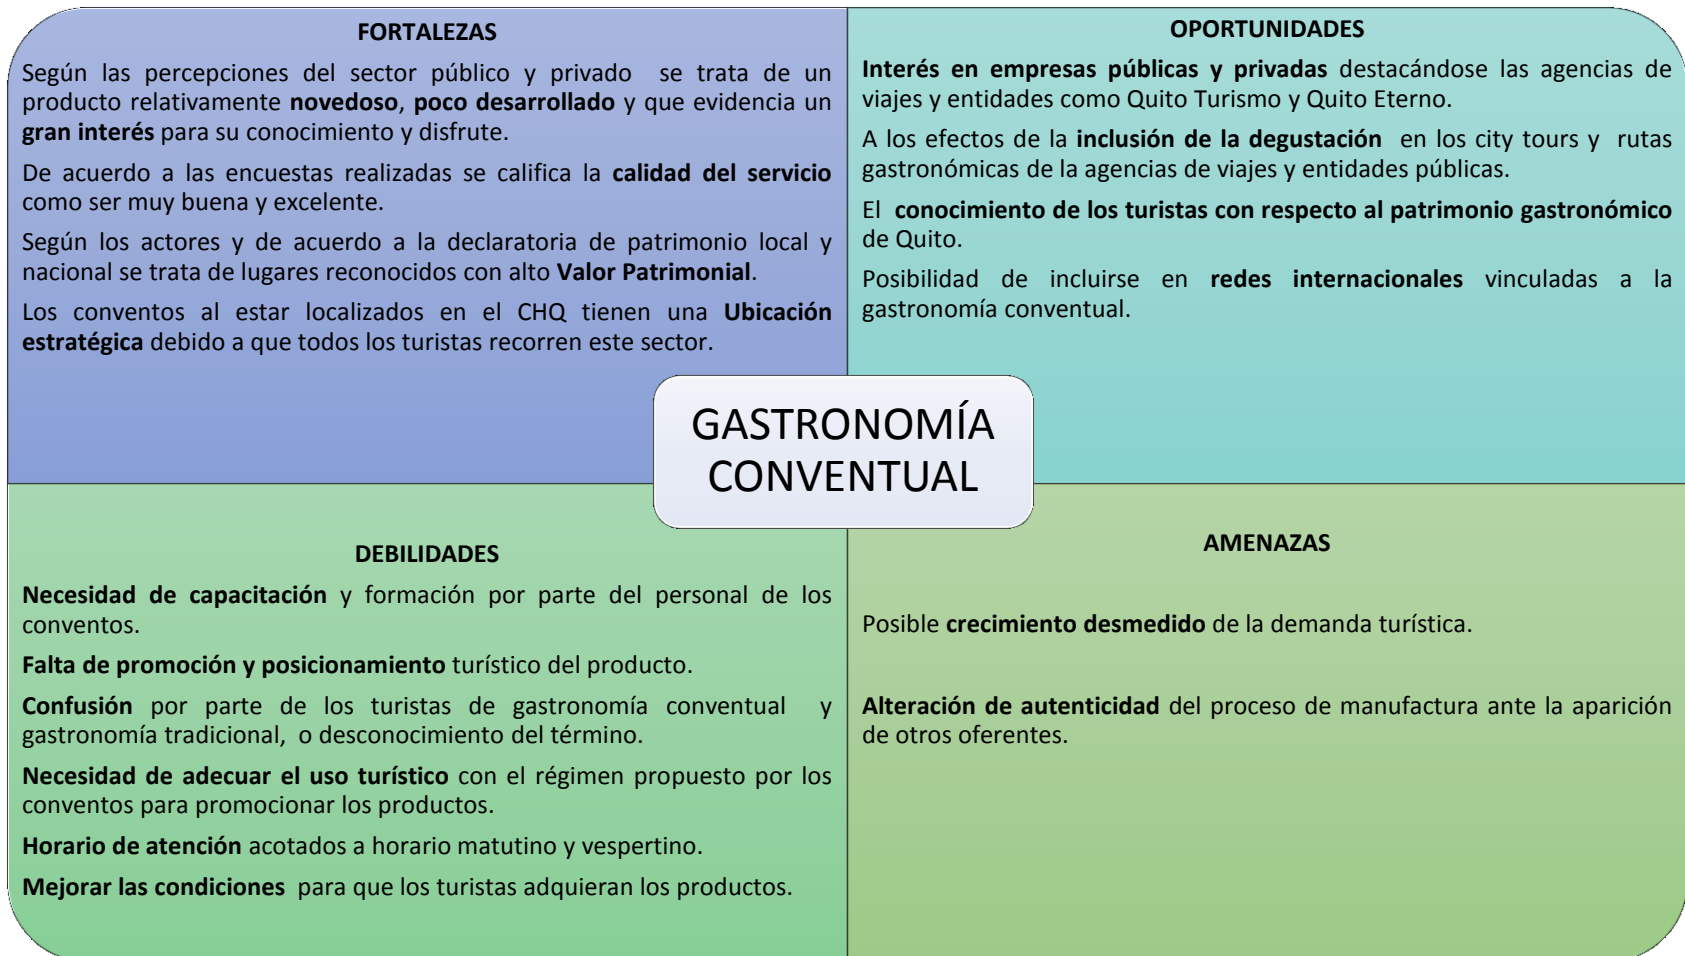 FORTALEZAS
Según las percepciones del sector público y privado se trata de un
producto relativamente novedoso, poco desarrollado y que evidencia un
gran interés para su conocimiento y disfrute.
De acuerdo a las encuestas realizadas se califica la calidad del servicio
como ser muy buena y excelente.
Según los actores y de acuerdo a la declaratoria de patrimonio local y
nacional se trata de lugares reconocidos con alto Valor Patrimonial.
Los conventos al estar localizados en el CHQ tienen una Ubicación
estratégica debido a que todos los turistas recorren este sector.
OPORTUNIDADES
Interés en empresas públicas y privadas destacándose las agencias de
viajes y entidades como Quito Turismo y Quito Eterno.
A los efectos de la inclusión de la degustación en los city tours y rutas
gastronómicas de la agencias de viajes y entidades públicas.
El conocimiento de los turistas con respecto al patrimonio gastronómico
de Quito.
Posibilidad de incluirse en redes internacionales vinculadas a la
gastronomía conventual.
GASTRONOMÍA
CONVENTUAL
DEBILIDADES
Necesidad de capacitación y formación por parte del personal de los
conventos.
Falta de promoción y posicionamiento turístico del producto.
Confusión por parte de los turistas de gastronomía conventual y
gastronomía tradicional, o desconocimiento del término.
Necesidad de adecuar el uso turístico con el régimen propuesto por los
conventos para promocionar los productos.
Horario de atención acotados a horario matutino y vespertino.
Mejorar las condiciones para que los turistas adquieran los productos.
AMENAZAS
Posible crecimiento desmedido de la demanda turística.
Alteración de autenticidad del proceso de manufactura ante la aparición
de otros oferentes.